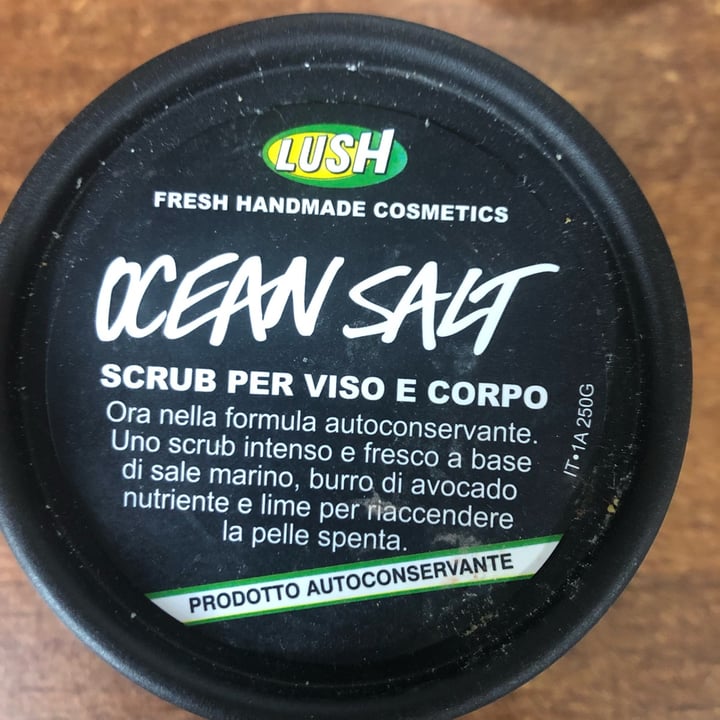 LUSH
FRESH HANDMADE COSMETICS
OCEAN SALT
SCRUB PER VISO E CORPO
Ora nella formula autoconservante.
Uno scrub intenso e fresco a base
di sale marino, burro di avocado
nutriente e lime per riaccendere
la pelle spenta.
PRODOTTO AUTOCONSERVANTE
IT•1A 250G